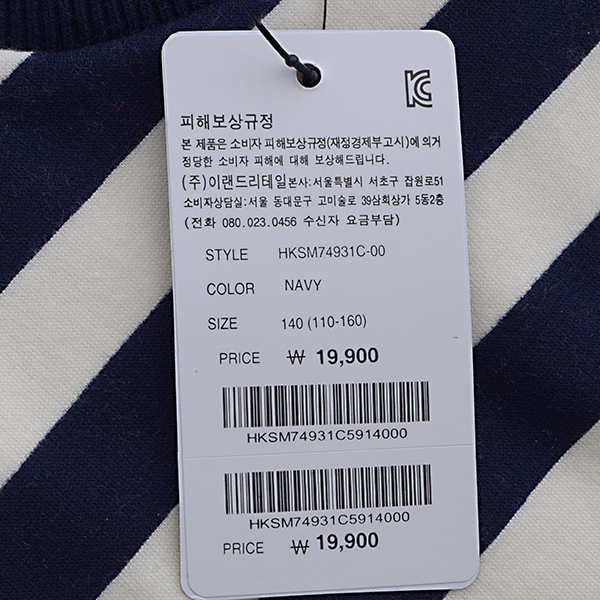 피해보상규정
본 제품은 소비자 피해보상규정(재정경제부고시)에 의거
정당한 소비자 피해에 대해 보상해드립니다.
(주)이랜드리테일본사:서울특별시 서초구 잠원로51
소비자상담실:서울 동대문구 고미술로 39삼희상가 5동2층
(전화 080.023.0456 수신자 요금부담)
STYLE HKSM74931C-00
COLOR NAVY
SIZE 140 (110-160)
PRICE ₩ 19,900
HKSM74931C5914000
HKSM74931C5914000
PRICE ₩ 19,900